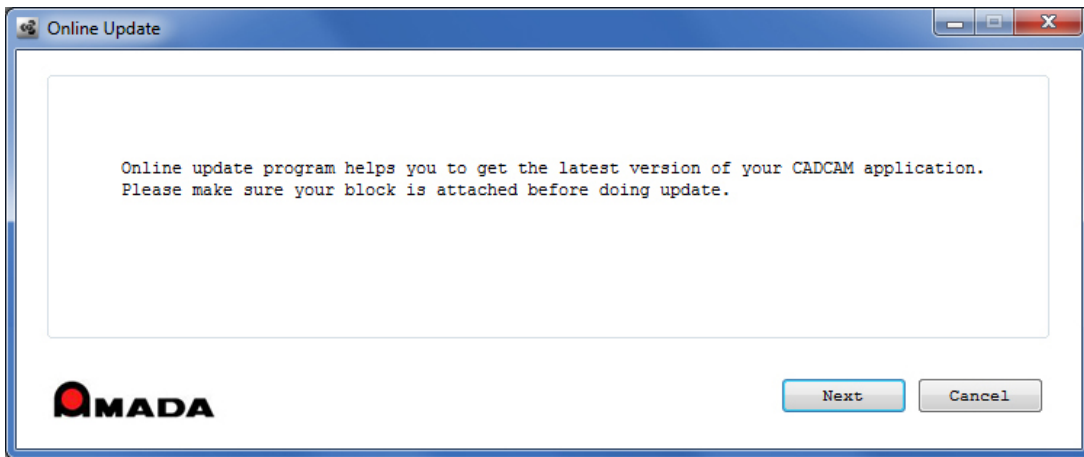 Online Update
Online update program helps you to get the latest version of your CADCAM application.
Please make sure your block is attached before doing update.
AMADA
Next
Cancel